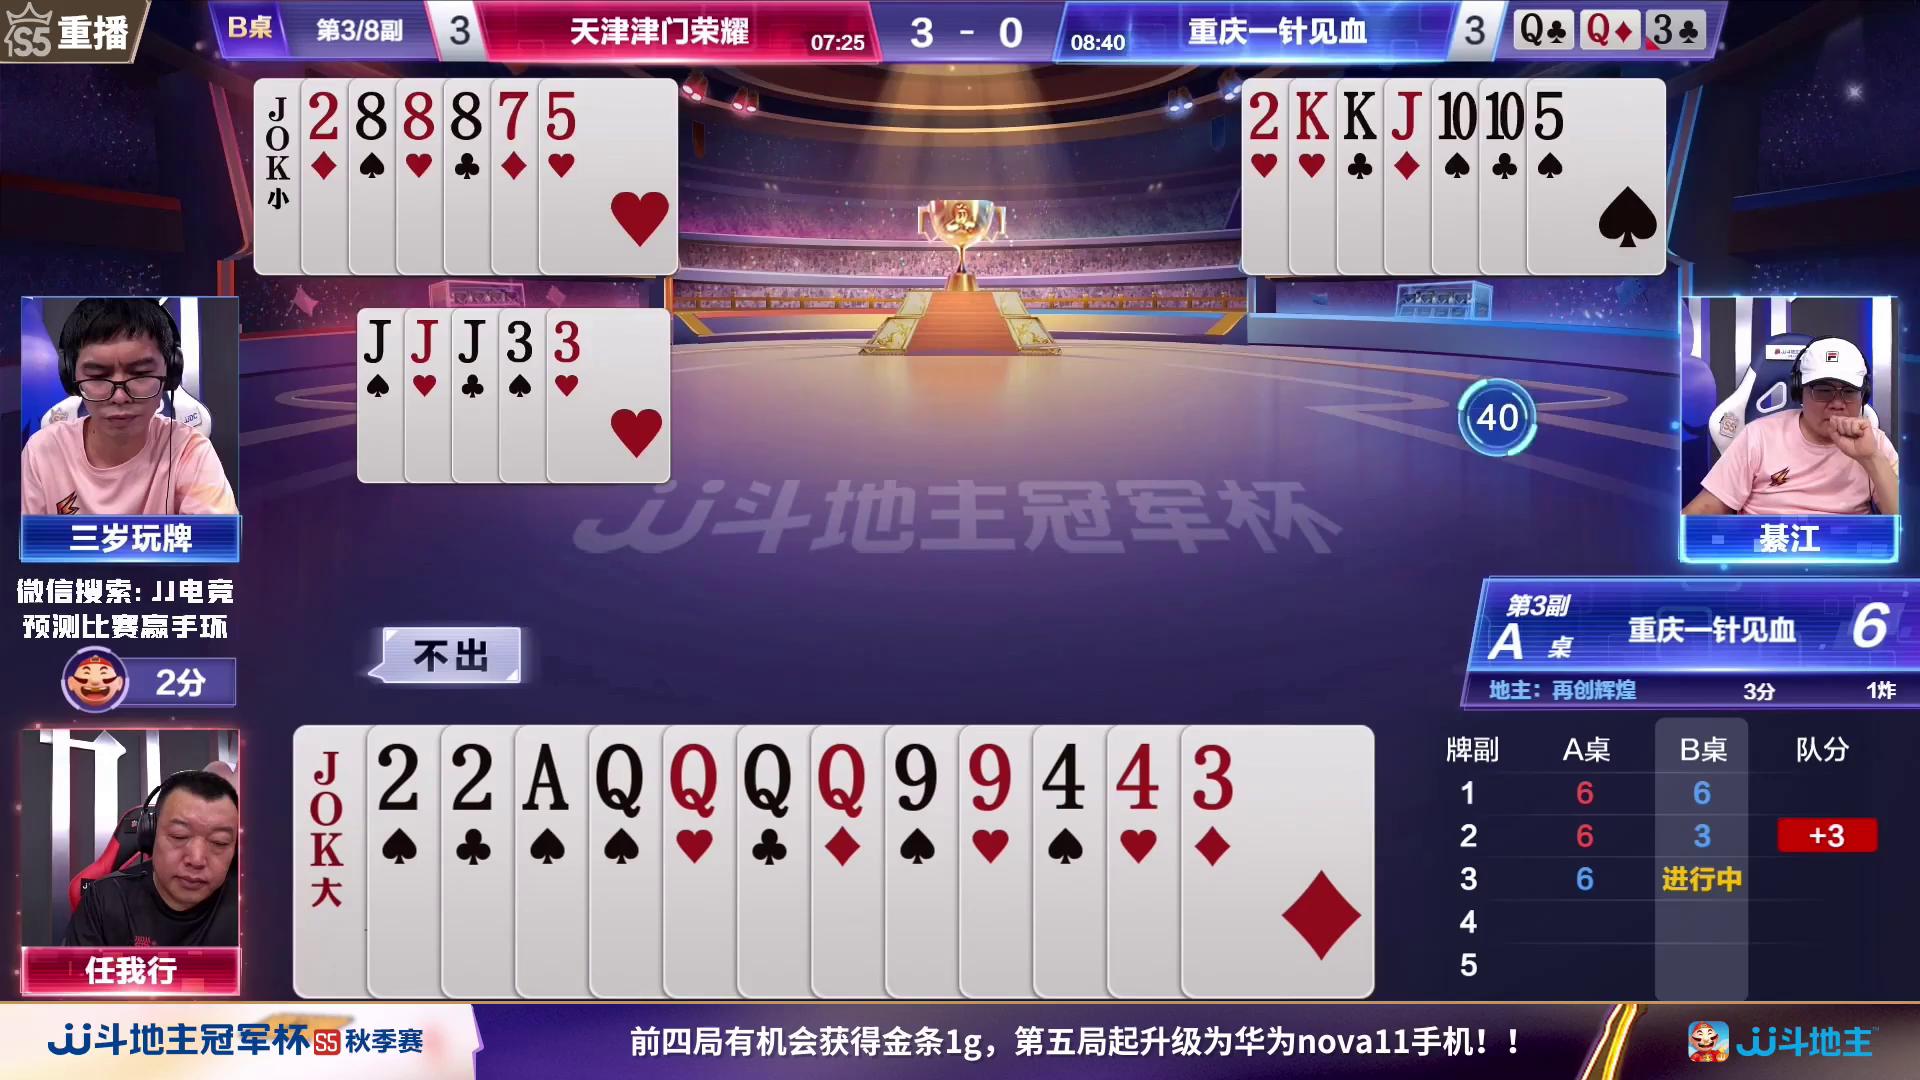 S5 重播
B桌 第3/8副 3 天津津门荣耀 07:25 3 - 0 08:40 重庆一针见血 3 Q♣ Q♦ 3♣
JOK小 2♦ 8♠ 8♥ 8♣ 7♦ 5♥
2♥ K♥ K♣ J♦ 10♠ 10♣ 5♠
J♠ J♥ J♣ 3♠ 3♥
40
JJ斗地主冠军杯
三岁玩牌
綦江
微信搜索: JJ电竞
预测比赛赢手环
2分
不出
第3副
A 桌 重庆一针见血 6
地主: 再创辉煌 3分 1炸
JOK大 2♠ 2♣ A♠ Q♠ Q♥ Q♣ Q♦ 9♠ 9♥ 4♠ 4♥ 3♦
牌副 A桌 B桌 队分
1 6 6
2 6 3 +3
3 6 进行中
4
5
任我行
JJ斗地主冠军杯 S5 秋季赛
前四局有机会获得金条1g，第五局起升级为华为nova11手机！！
JJ斗地主